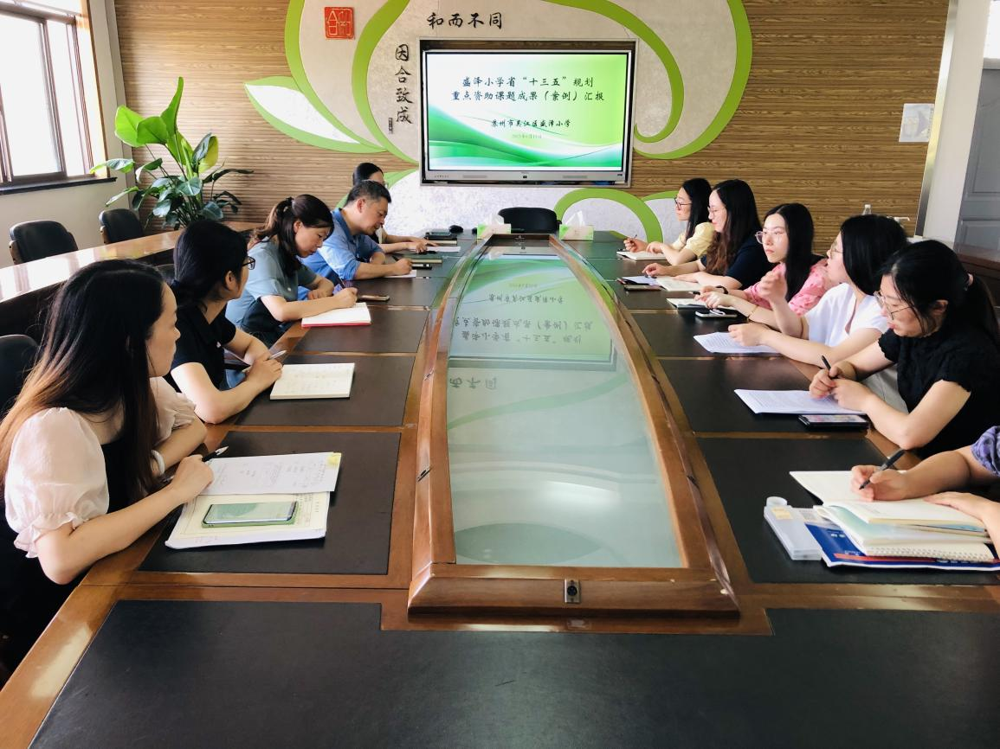 和而不同
因合致成
盛泽小学省“十三五”规划
重点资助课题成果（案例）汇报
苏州市吴江区盛泽小学